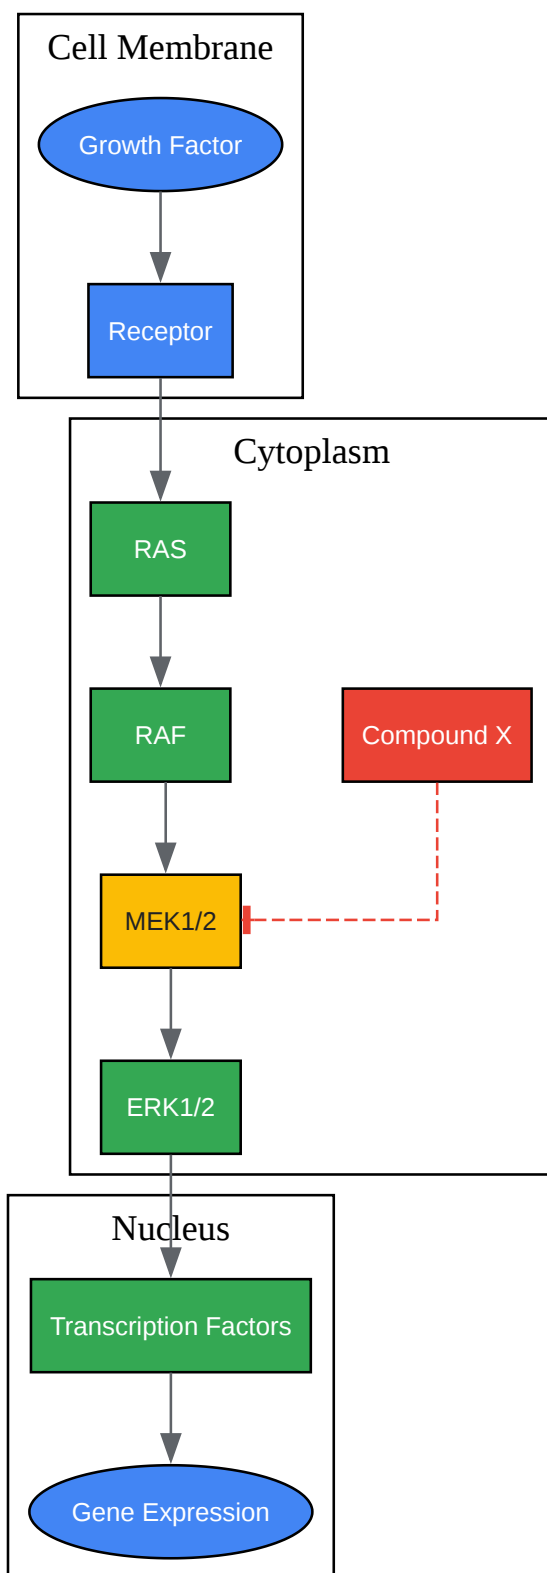 Cell Membrane
Growth Factor
Receptor
Cytoplasm
RAS
RAF
Compound X
MEK1/2
ERK1/2
Nucleus
Transcription Factors
Gene Expression